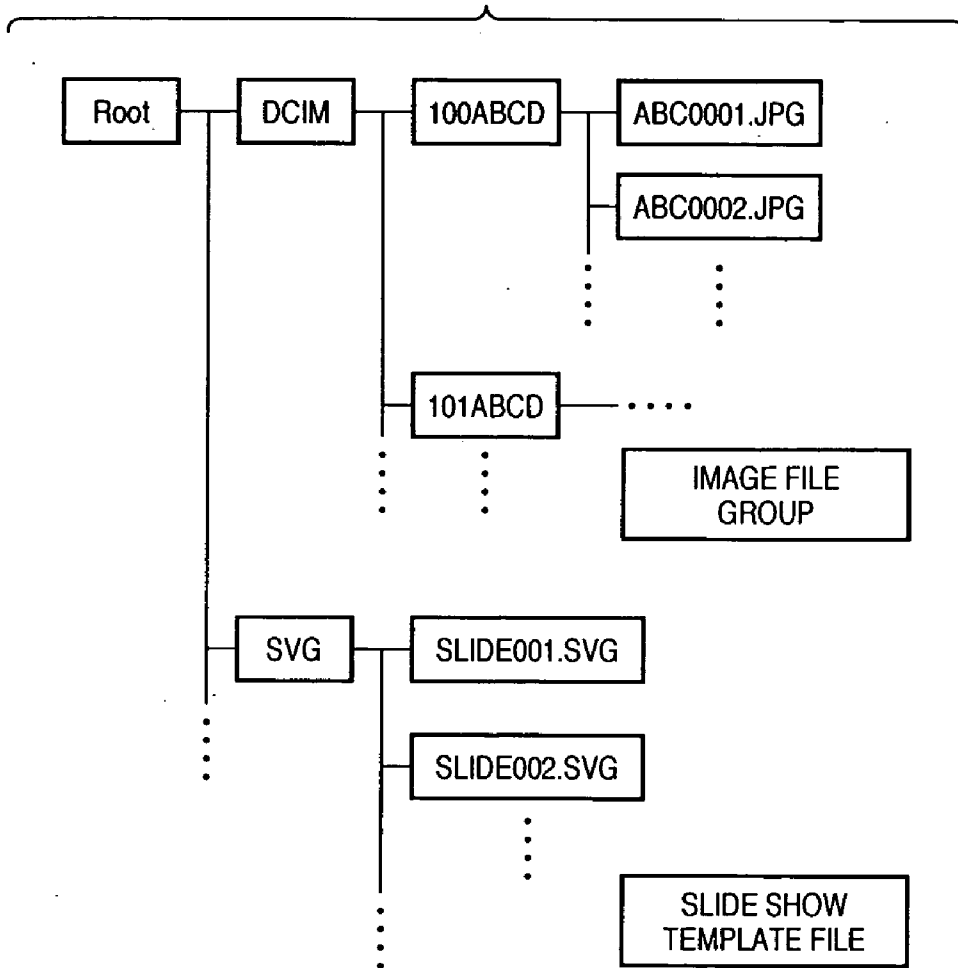 Root
DCIM
100ABCD
ABC0001.JPG
ABC0002.JPG
101ABCD
IMAGE FILE
GROUP
SVG
SLIDE001.SVG
SLIDE002.SVG
SLIDE SHOW
TEMPLATE FILE